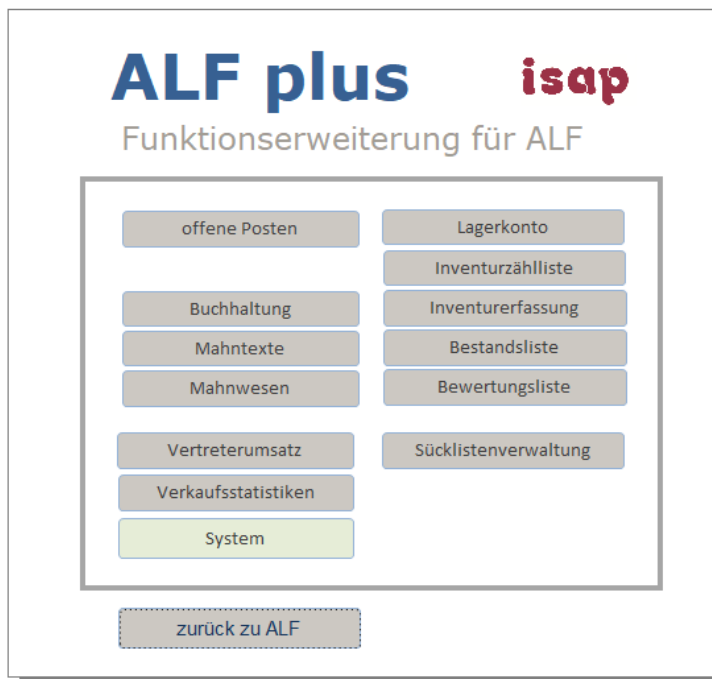 ALF plus
isap
Funktionserweiterung für ALF
offene Posten
Lagerkonto
Inventurzählliste
Buchhaltung
Inventurerfassung
Mahntexte
Bestandsliste
Mahnwesen
Bewertungsliste
Vertreterumsatz
Sücklistenverwaltung
Verkaufsstatistiken
System
zurück zu ALF